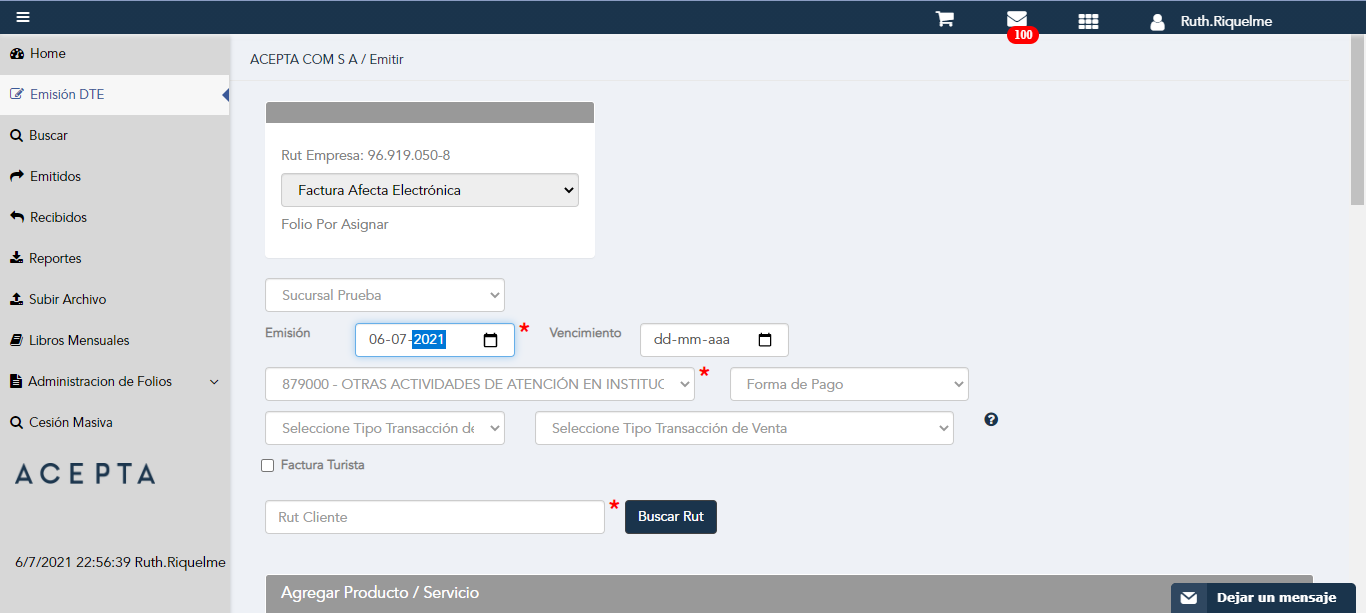 Ruth.Riquelme
100
Home
Emisión DTE
Buscar
Emitidos
Recibidos
Reportes
Subir Archivo
Libros Mensuales
Administracion de Folios
Cesión Masiva
ACEPTA
6/7/2021 22:56:39 Ruth.Riquelme
ACEPTA COM S A / Emitir
Rut Empresa: 96.919.050-8
Factura Afecta Electrónica
Folio Por Asignar
Sucursal Prueba
Emisión 06-07-2021 * Vencimiento dd-mm-aaa
879000 - OTRAS ACTIVIDADES DE ATENCIÓN EN INSTITUC * Forma de Pago
Seleccione Tipo Transacción de Seleccione Tipo Transacción de Venta ?
Factura Turista
Rut Cliente * Buscar Rut
Agregar Producto / Servicio
Dejar un mensaje